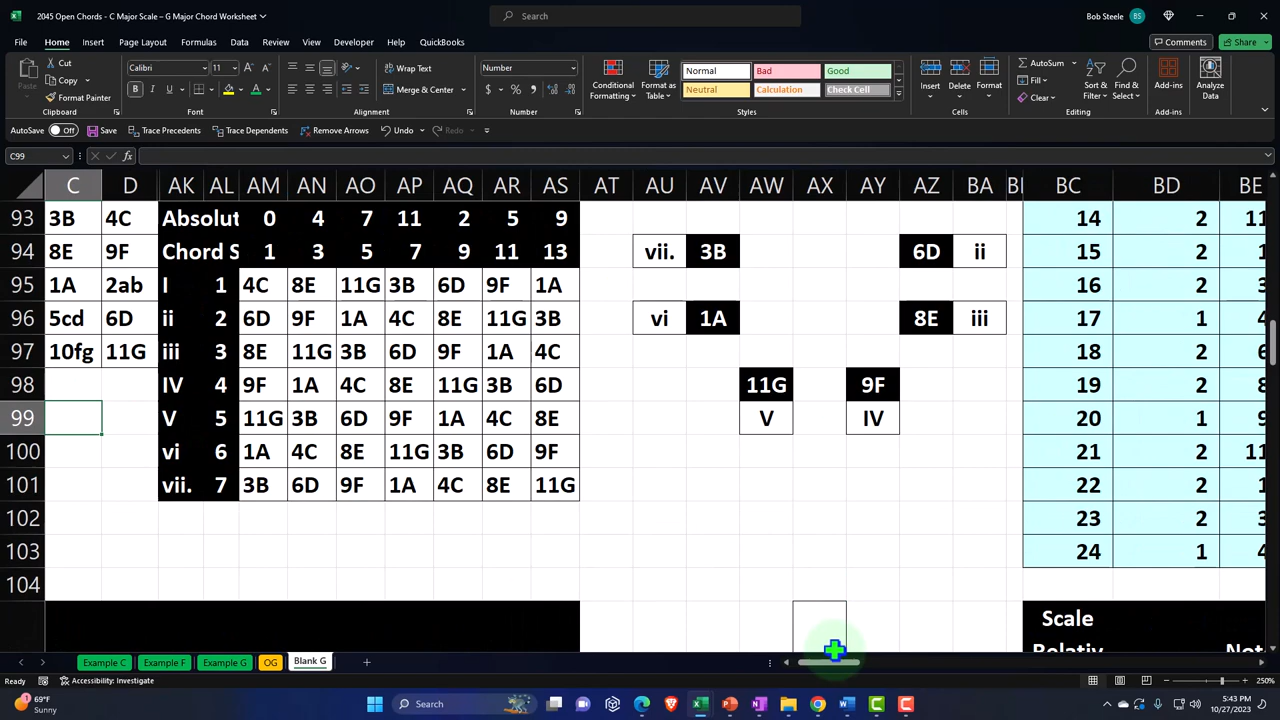 2045 Open Chords - C Major Scale – G Major Chord Worksheet
Search
Bob Steele BS
File Home Insert Page Layout Formulas Data Review View Developer Automate Help QuickBooks
Comments Share
Cut
Copy
Format Painter
Paste
Clipboard
Calibri 11
B I U
Font
Wrap Text
Merge & Center
Alignment
Number
Number
Conditional Formatting
Format as Table
Normal Bad Good
Neutral Calculation Check Cell
Styles
Insert Delete Format
Cells
AutoSum
Fill
Clear
Sort & Filter
Find & Select
Editing
Add-ins
Add-ins
Analyze Data
AutoSave Off Save Trace Precedents Trace Dependents Remove Arrows Undo Redo
C99 fx
C D AK AL AM AN AO AP AQ AR AS AT AU AV AW AX AY AZ BA BC BD BE
93 3B 4C Absolut 0 4 7 11 2 5 9 14 2 11
94 8E 9F Chord S 1 3 5 7 9 11 13 vii. 3B 6D ii 15 2 1
95 1A 2ab I 1 4C 8E 11G 3B 6D 9F 1A 16 2 3
96 5cd 6D ii 2 6D 9F 1A 4C 8E 11G 3B vi 1A 8E iii 17 1 4
97 10fg 11G iii 3 8E 11G 3B 6D 9F 1A 4C 18 2 6
98 IV 4 9F 1A 4C 8E 11G 3B 6D 11G 9F 19 2 8
99 V 5 11G 3B 6D 9F 1A 4C 8E V IV 20 1 9
100 vi 6 1A 4C 8E 11G 3B 6D 9F 21 2 11
101 vii. 7 3B 6D 9F 1A 4C 8E 11G 22 2 1
102 23 2 3
103 24 1 4
104
Scale
Relativ Not
Example C Example F Example G OG Blank G
Ready Accessibility: Investigate 250%
69°F
Sunny
Search
5:43 PM
10/27/2023